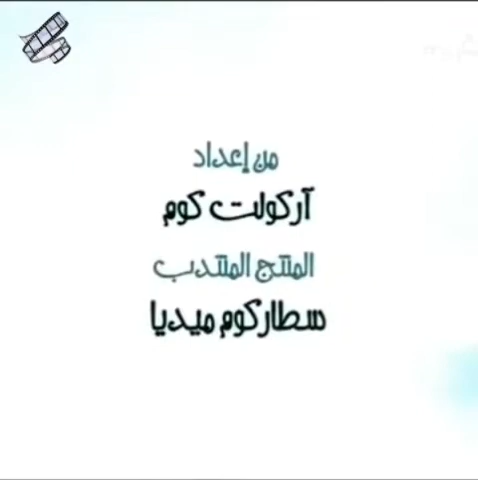 من إعداد
آركولت كوم
المنتج المنتدب
سطاركوم ميديا